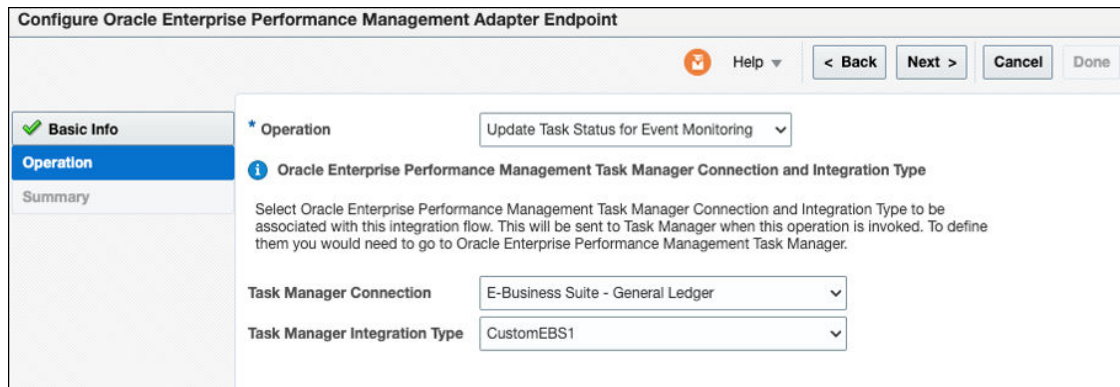 Configure Oracle Enterprise Performance Management Adapter Endpoint
Help
< Back
Next >
Cancel
Done
Basic Info
Operation
Summary
* Operation
Update Task Status for Event Monitoring
Oracle Enterprise Performance Management Task Manager Connection and Integration Type
Select Oracle Enterprise Performance Management Task Manager Connection and Integration Type to be
associated with this integration flow. This will be sent to Task Manager when this operation is invoked. To define
them you would need to go to Oracle Enterprise Performance Management Task Manager.
Task Manager Connection
E-Business Suite - General Ledger
Task Manager Integration Type
CustomEBS1